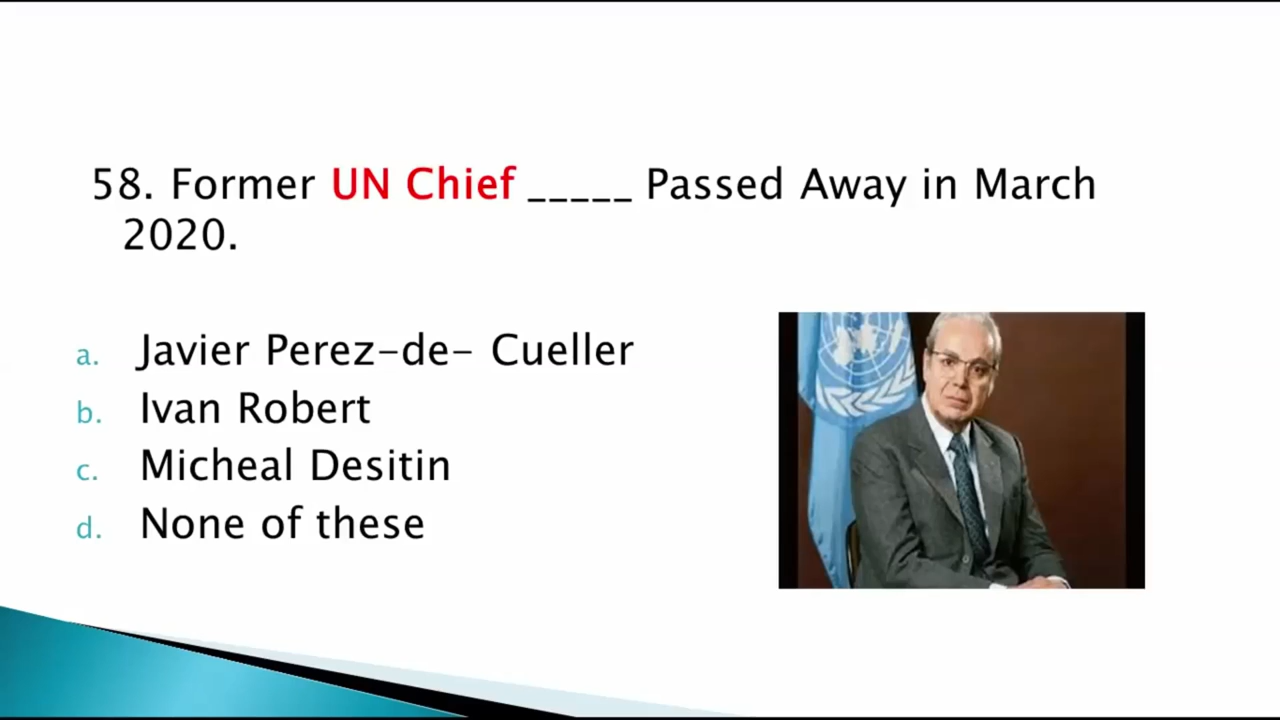 58. Former UN Chief _____ Passed Away in March
2020.
a. Javier Perez-de- Cueller
b. Ivan Robert
c. Micheal Desitin
d. None of these